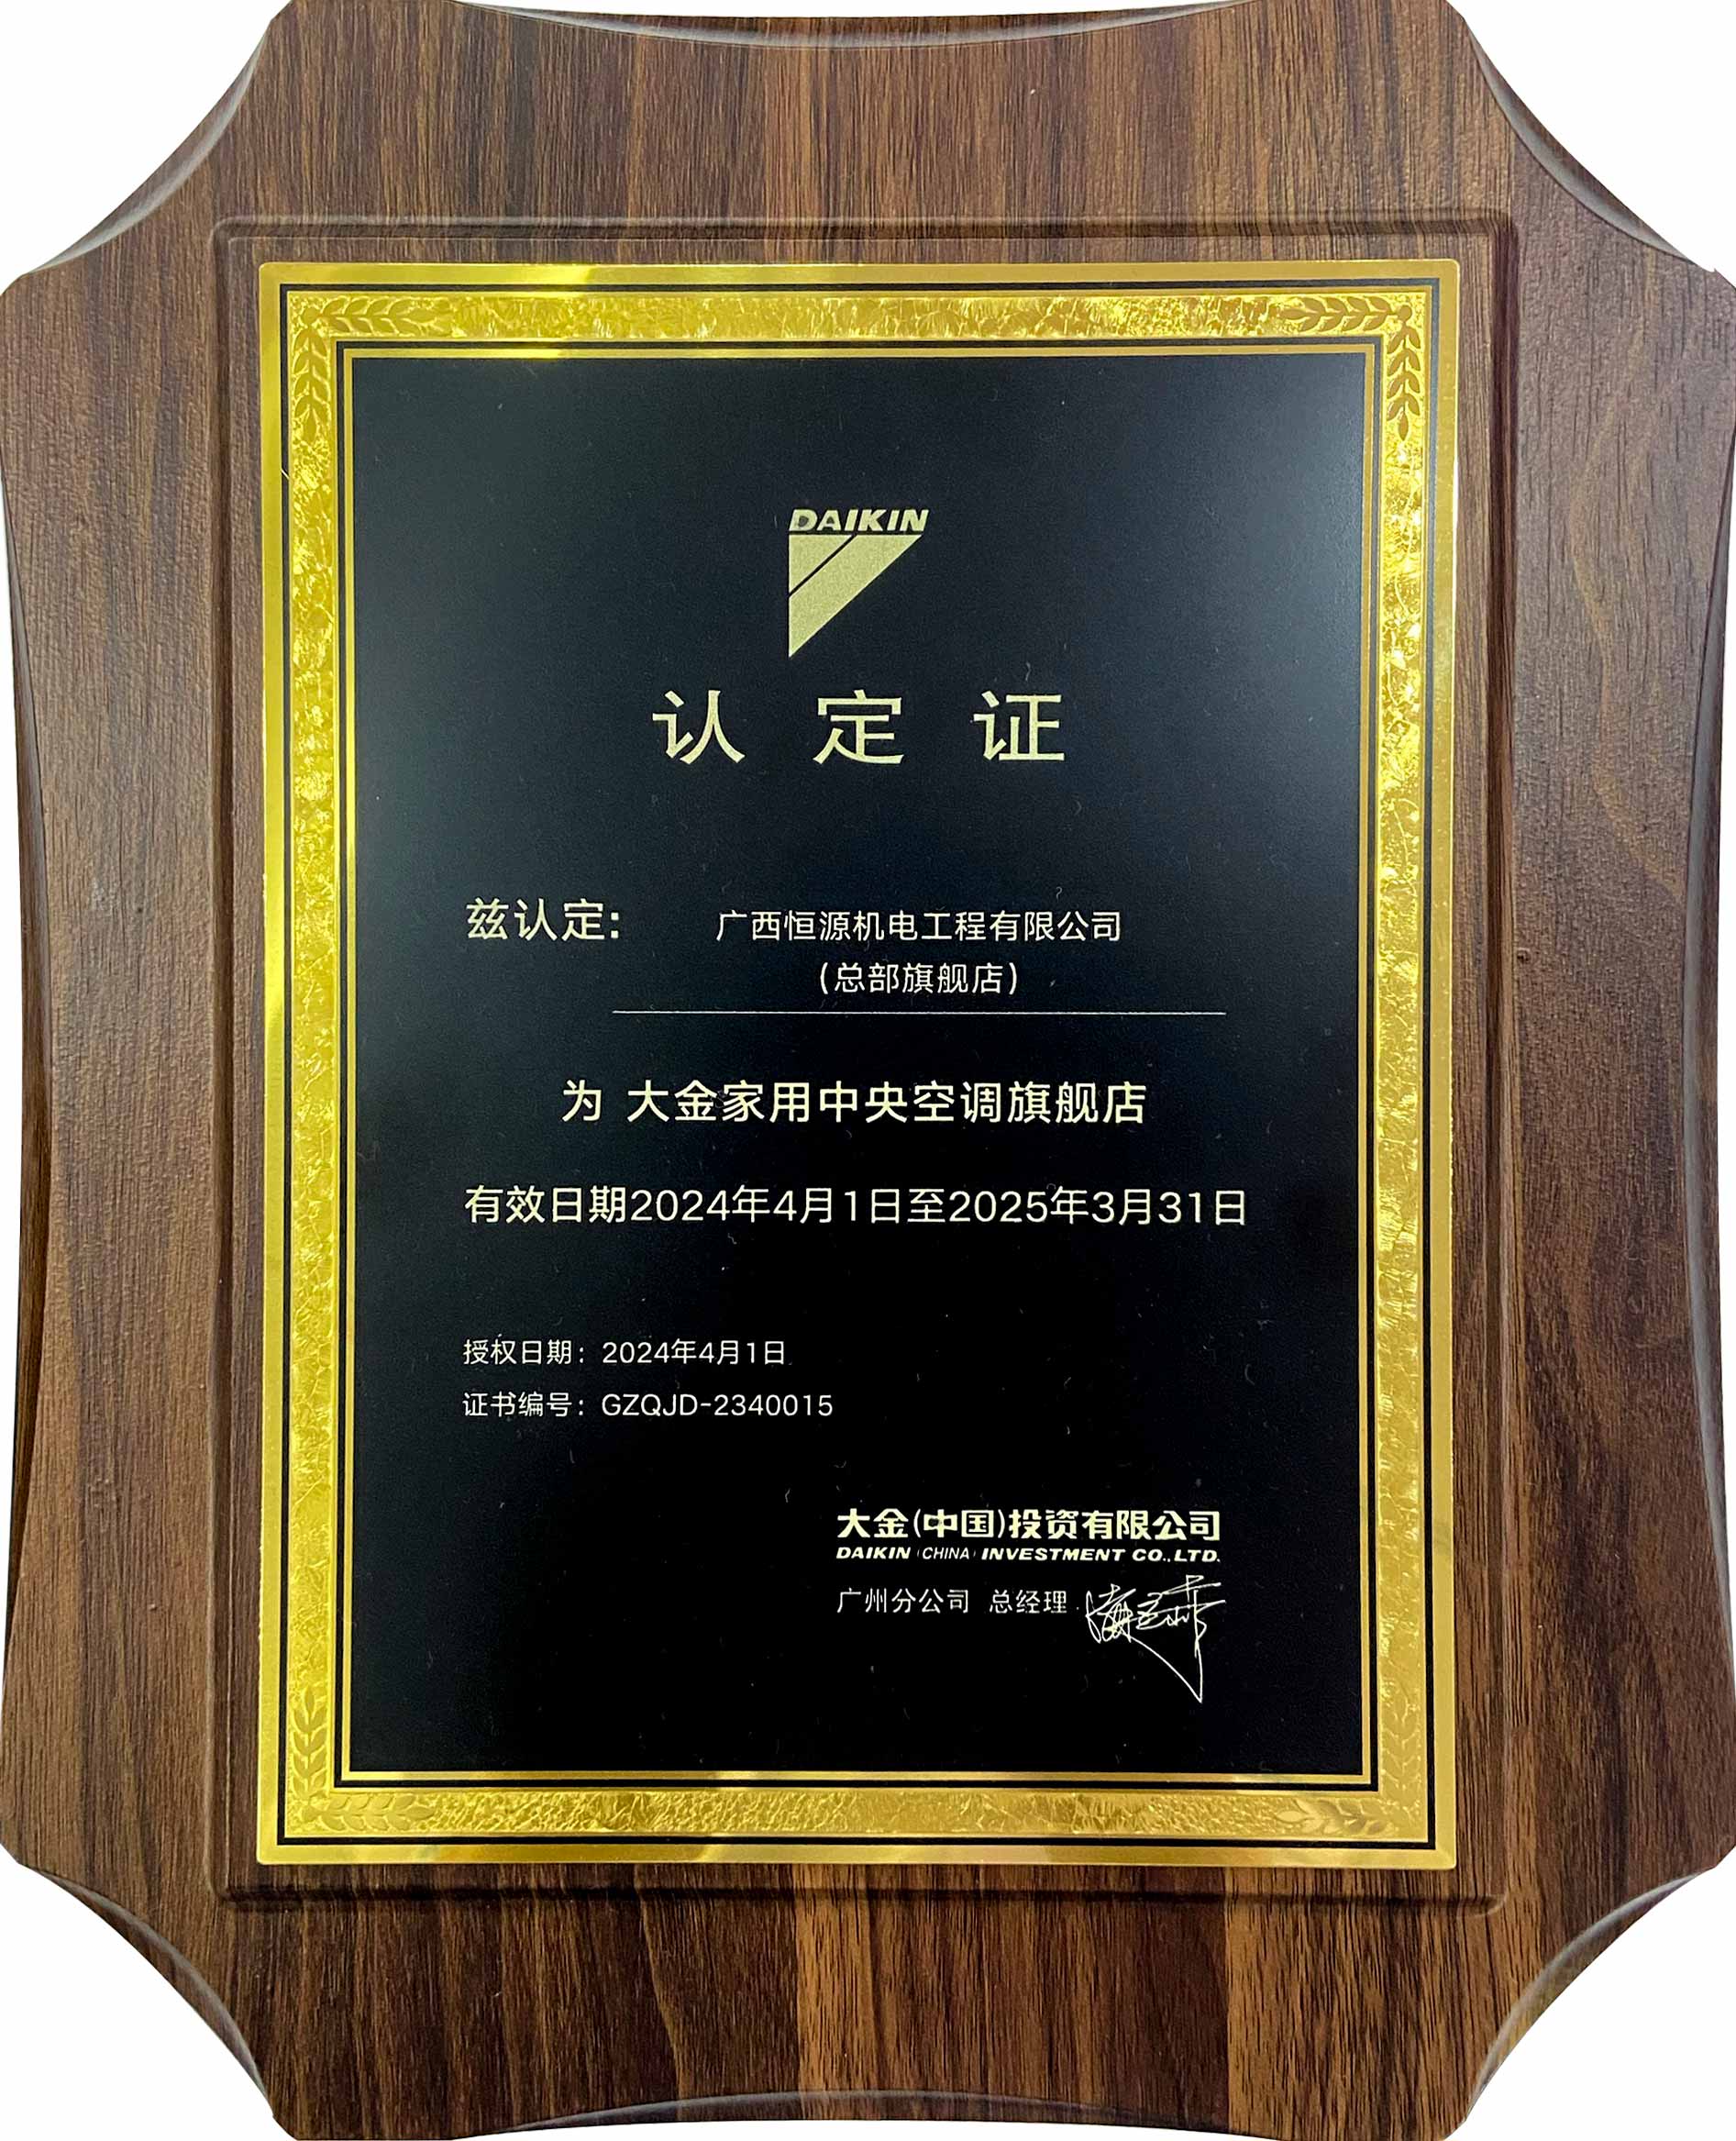 DAIKIN
认定证
兹认定: 广西恒源机电工程有限公司
(总部旗舰店)
为 大金家用中央空调旗舰店
有效日期2024年4月1日至2025年3月31日
授权日期：2024年4月1日
证书编号：GZQJD-2340015
大金(中国)投资有限公司
DAIKIN (CHINA) INVESTMENT CO.,LTD.
广州分公司 总经理